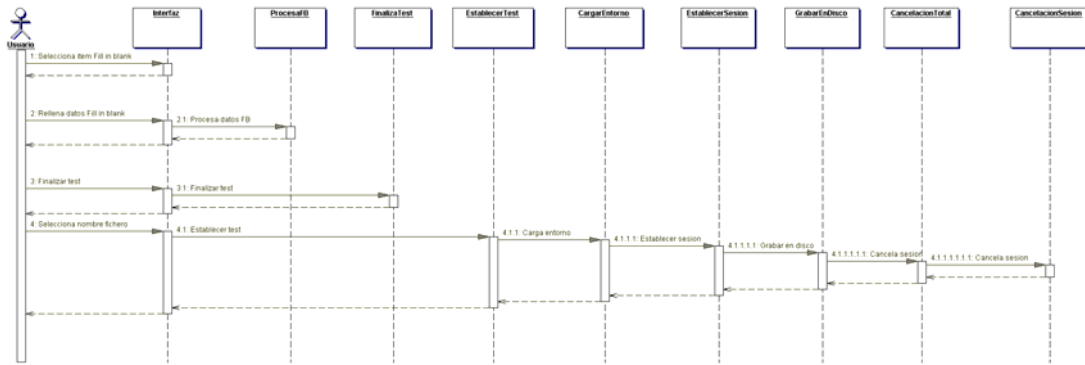 Interfaz
ProcesaFB
FinalizaTest
EstablecerTest
CargarEntorno
EstablecerSesion
GrabarEnDisco
CancelacionTotal
CancelacionSesion
Usuario
1: Selecciona item Fill in blank
2: Rellena datos Fill in blank
2.1: Procesa datos FB
3: Finalizar test
3.1: Finalizar test
4: Selecciona nombre fichero
4.1: Establecer test
4.1.1: Carga entorno
4.1.1.1: Establecer sesion
4.1.1.1.1: Grabar en disco
4.1.1.1.1.1: Cancela sesion
4.1.1.1.1.1.1: Cancela sesion